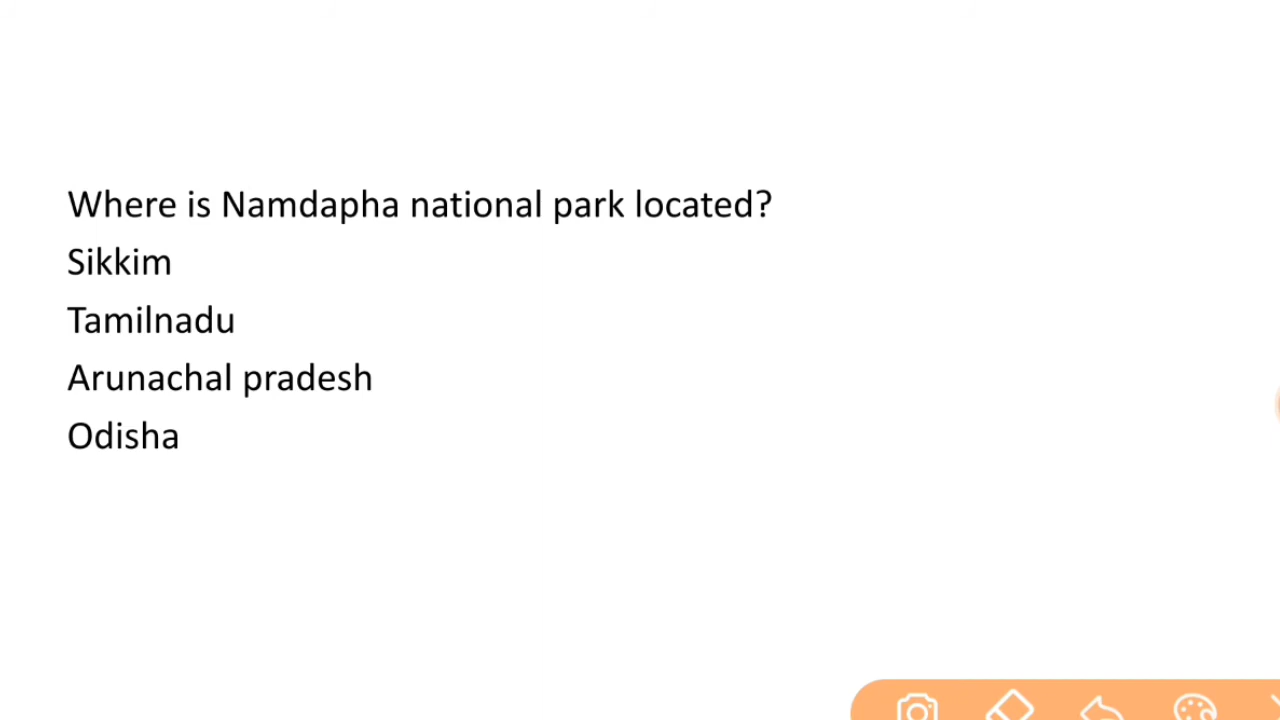 Where is Namdapha national park located?
Sikkim
Tamilnadu
Arunachal pradesh
Odisha